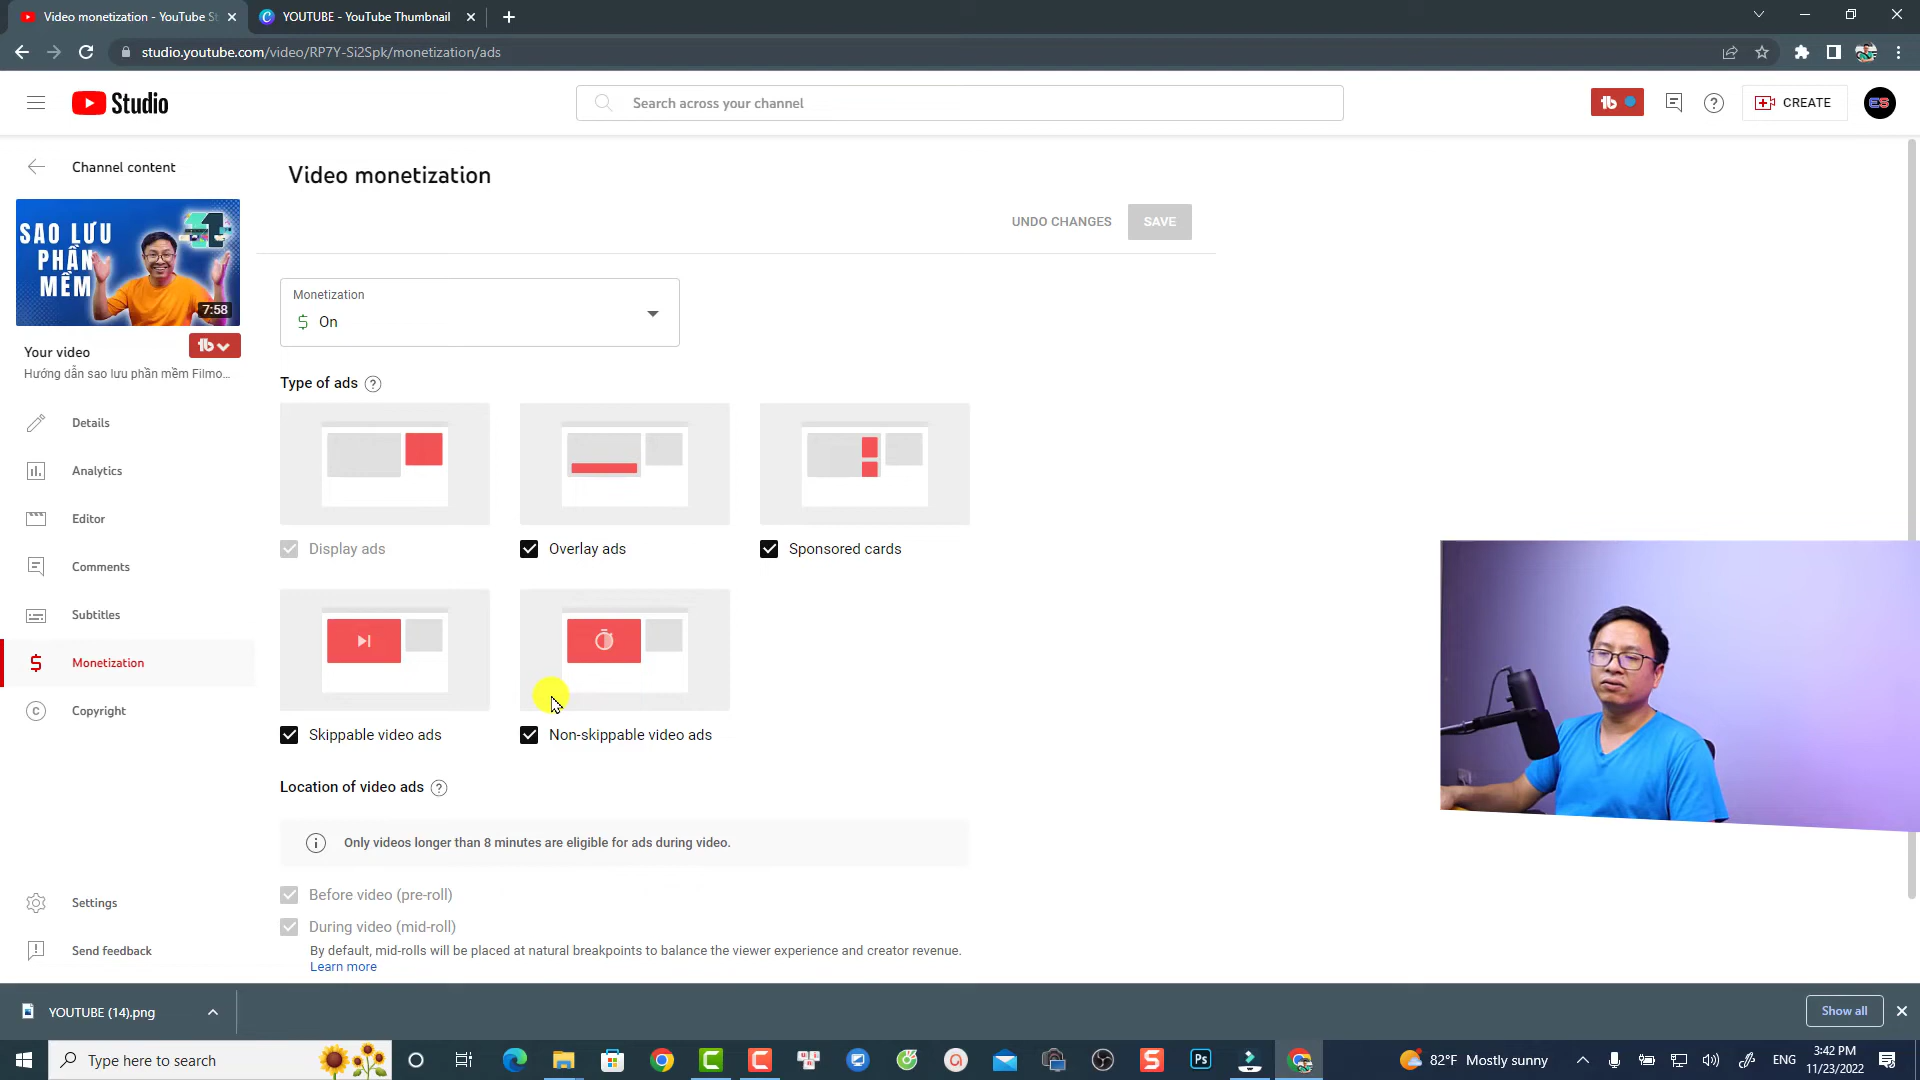 Video monetization - YouTube St
YOUTUBE - YouTube Thumbnail
studio.youtube.com/video/RP7Y-Si2Spk/monetization/ads
Studio
Search across your channel
CREATE
ES
Channel content
Video monetization
UNDO CHANGES
SAVE
SAO LƯU
PHẦN
MỀM
7:58
Monetization
$ On
Your video
Hướng dẫn sao lưu phần mềm Filmo...
Type of ads
Details
Analytics
Editor
Comments
Subtitles
Monetization
Copyright
Display ads
Overlay ads
Sponsored cards
Skippable video ads
Non-skippable video ads
Location of video ads
Only videos longer than 8 minutes are eligible for ads during video.
Before video (pre-roll)
During video (mid-roll)
By default, mid-rolls will be placed at natural breakpoints to balance the viewer experience and creator revenue.
Learn more
Settings
Send feedback
YOUTUBE (14).png
Show all
Type here to search
Ps
82°F Mostly sunny
ENG
3:42 PM
11/23/2022